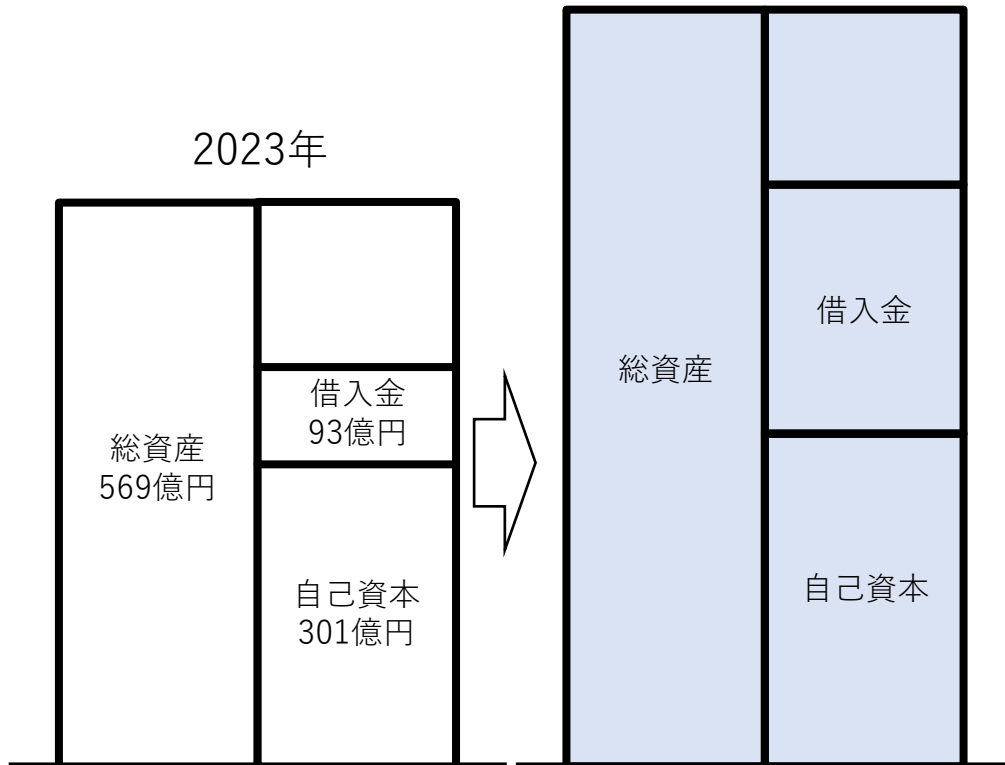 2023年
総資産
569億円
借入金
93億円
自己資本
301億円
総資産
借入金
自己資本